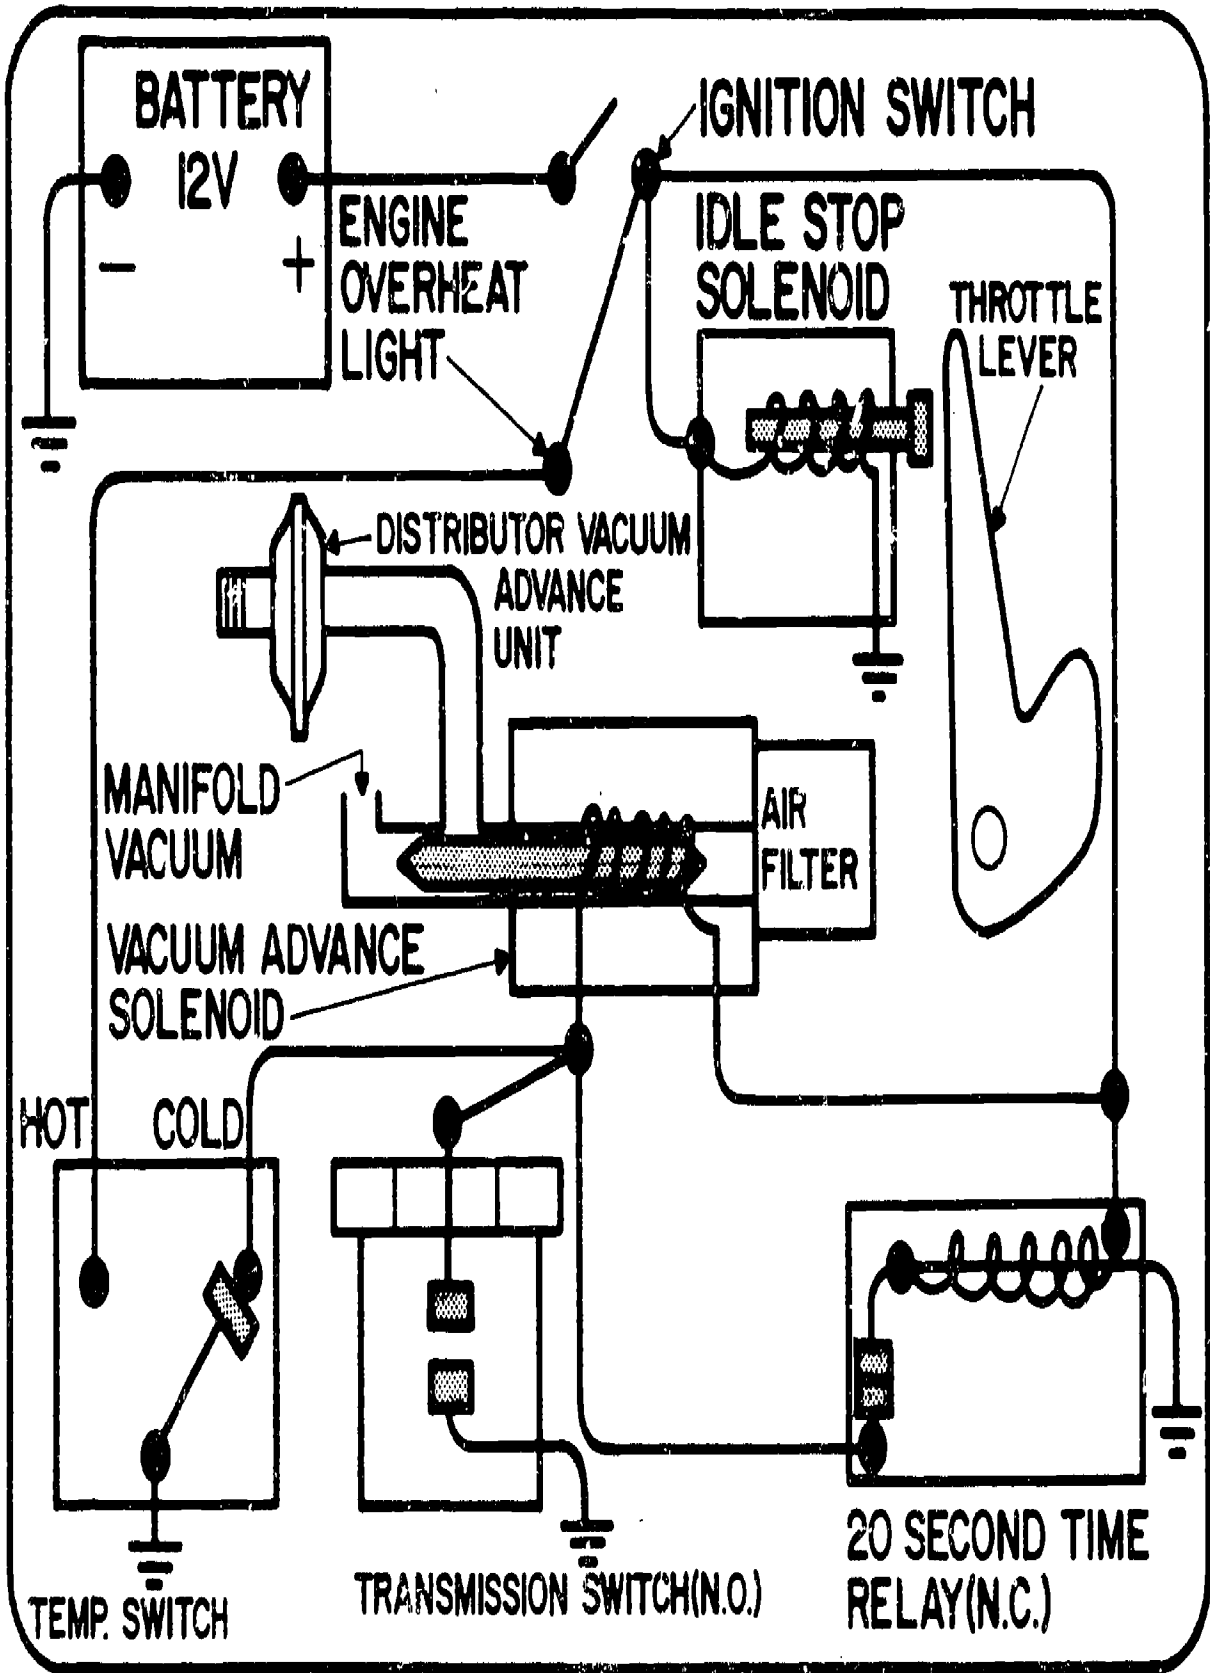 BATTERY
12V
−
+
IGNITION SWITCH
ENGINE
OVERHEAT
LIGHT
IDLE STOP
SOLENOID
THROTTLE
LEVER
DISTRIBUTOR VACUUM
ADVANCE
UNIT
MANIFOLD
VACUUM
AIR
FILTER
VACUUM ADVANCE
SOLENOID
HOT
COLD
TEMP. SWITCH
TRANSMISSION SWITCH(N.O.)
20 SECOND TIME
RELAY(N.C.)